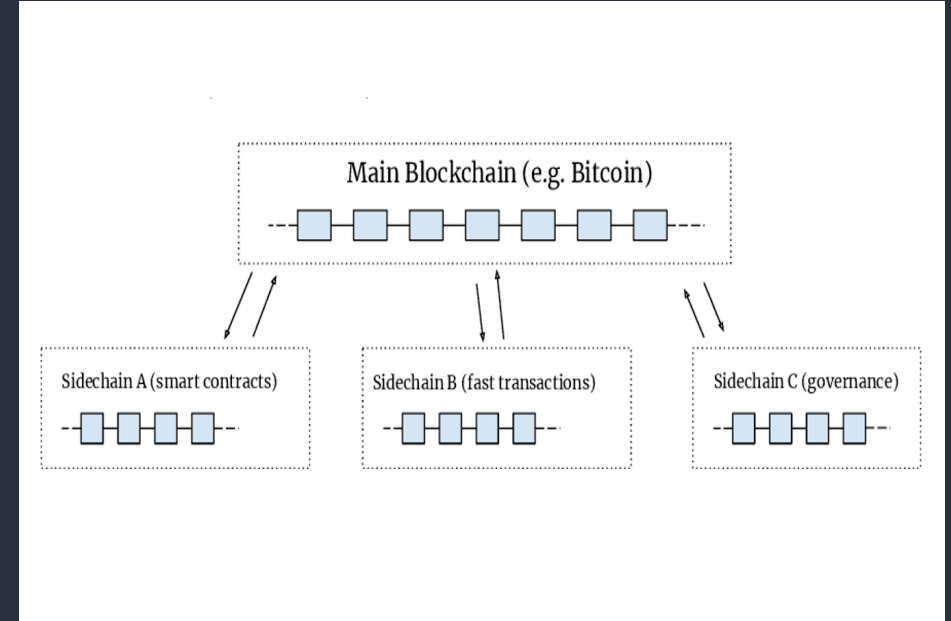 Main Blockchain (e.g. Bitcoin)
Sidechain A (smart contracts)
Sidechain B (fast transactions)
Sidechain C (governance)